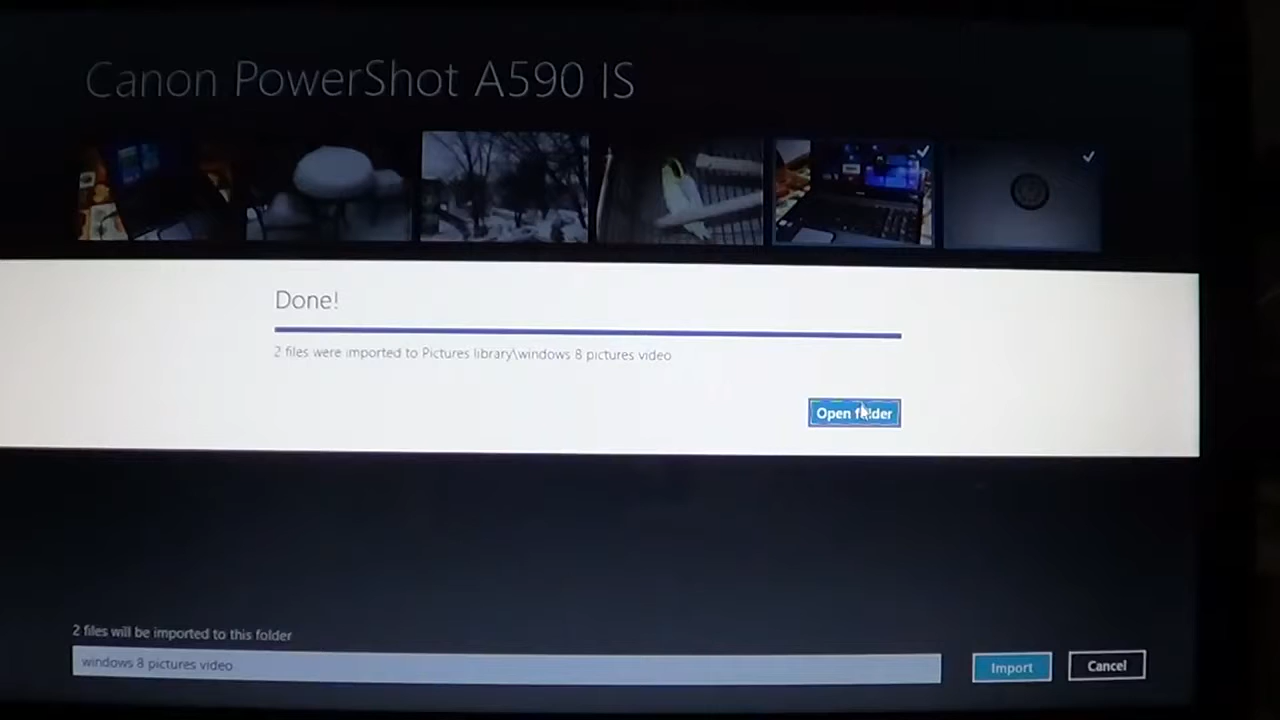 Canon PowerShot A590 IS
Done!
2 files were imported to Pictures library\windows 8 pictures video
Open folder
2 files will be imported to this folder
windows 8 pictures video
Import
Cancel